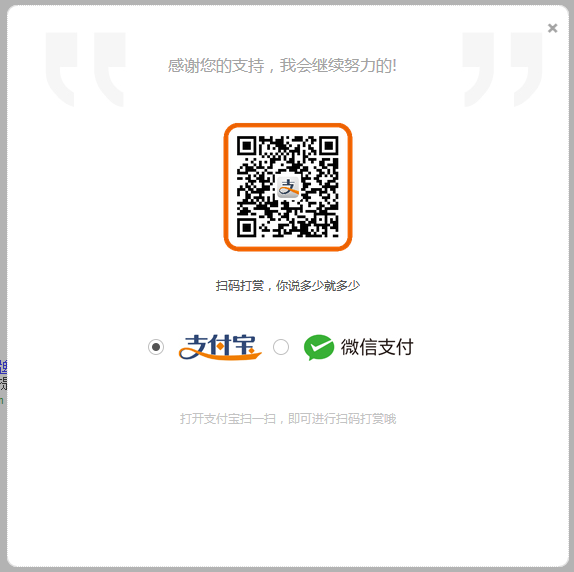 感谢您的支持，我会继续努力的!
支
扫码打赏，你说多少就多少
支付宝 微信支付
打开支付宝扫一扫，即可进行扫码打赏哦